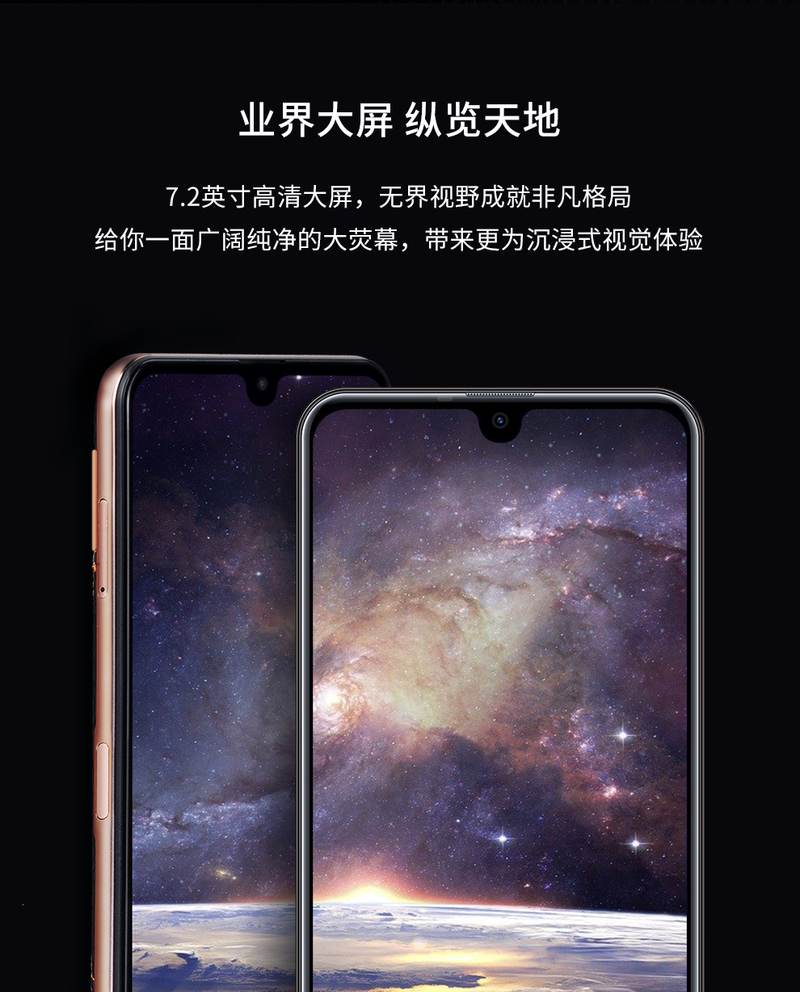 业界大屏 纵览天地
7.2英寸高清大屏，无界视野成就非凡格局
给你一面广阔纯净的大荧幕，带来更为沉浸式视觉体验